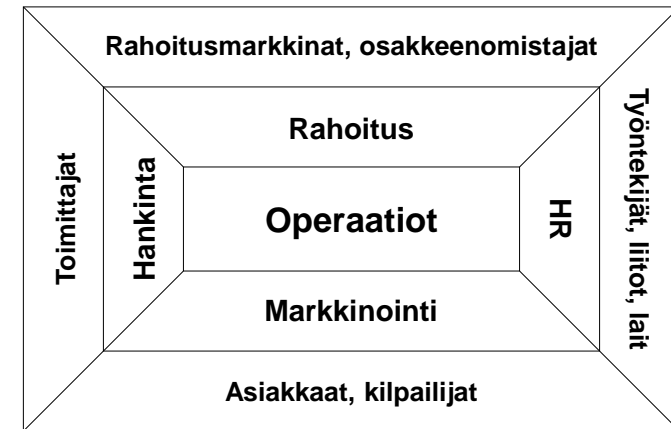 Rahoitusmarkkinat, osakkeenomistajat
Rahoitus
Toimittajat
Hankinta
Operaatiot
HR
Työntekijät, liitot, lait
Markkinointi
Asiakkaat, kilpailijat